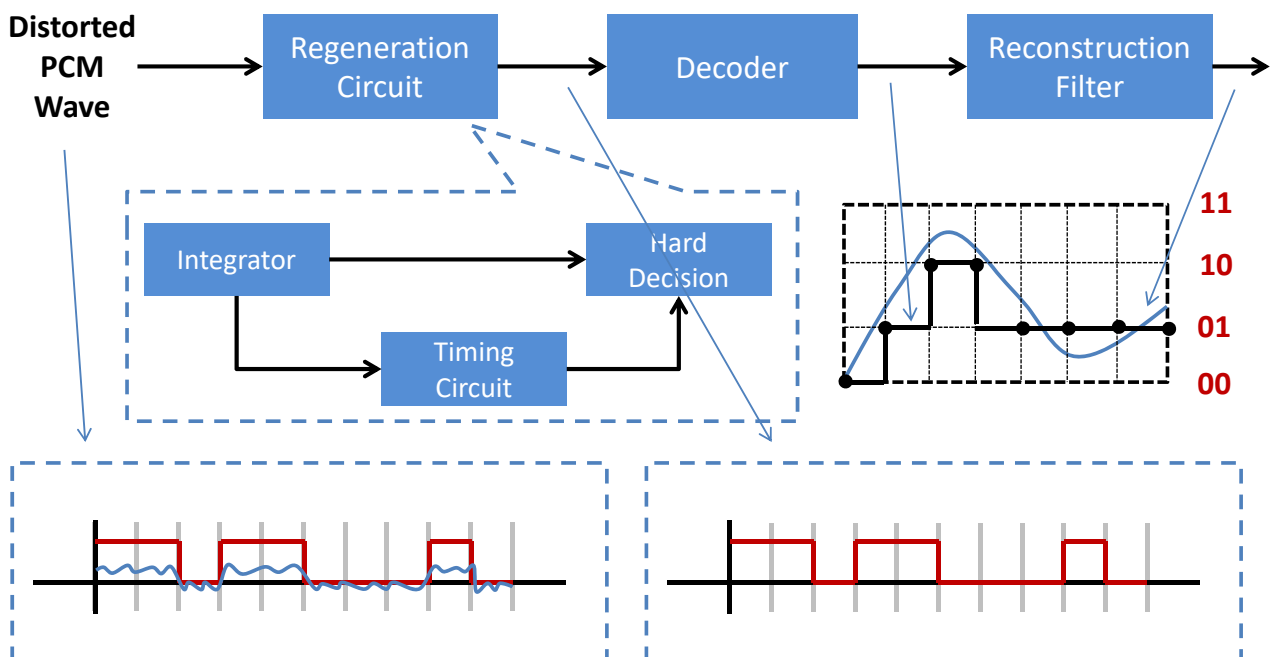 Distorted
PCM
Wave
Regeneration
Circuit
Decoder
Reconstruction
Filter
Integrator
Hard
Decision
Timing
Circuit
11
10
01
00